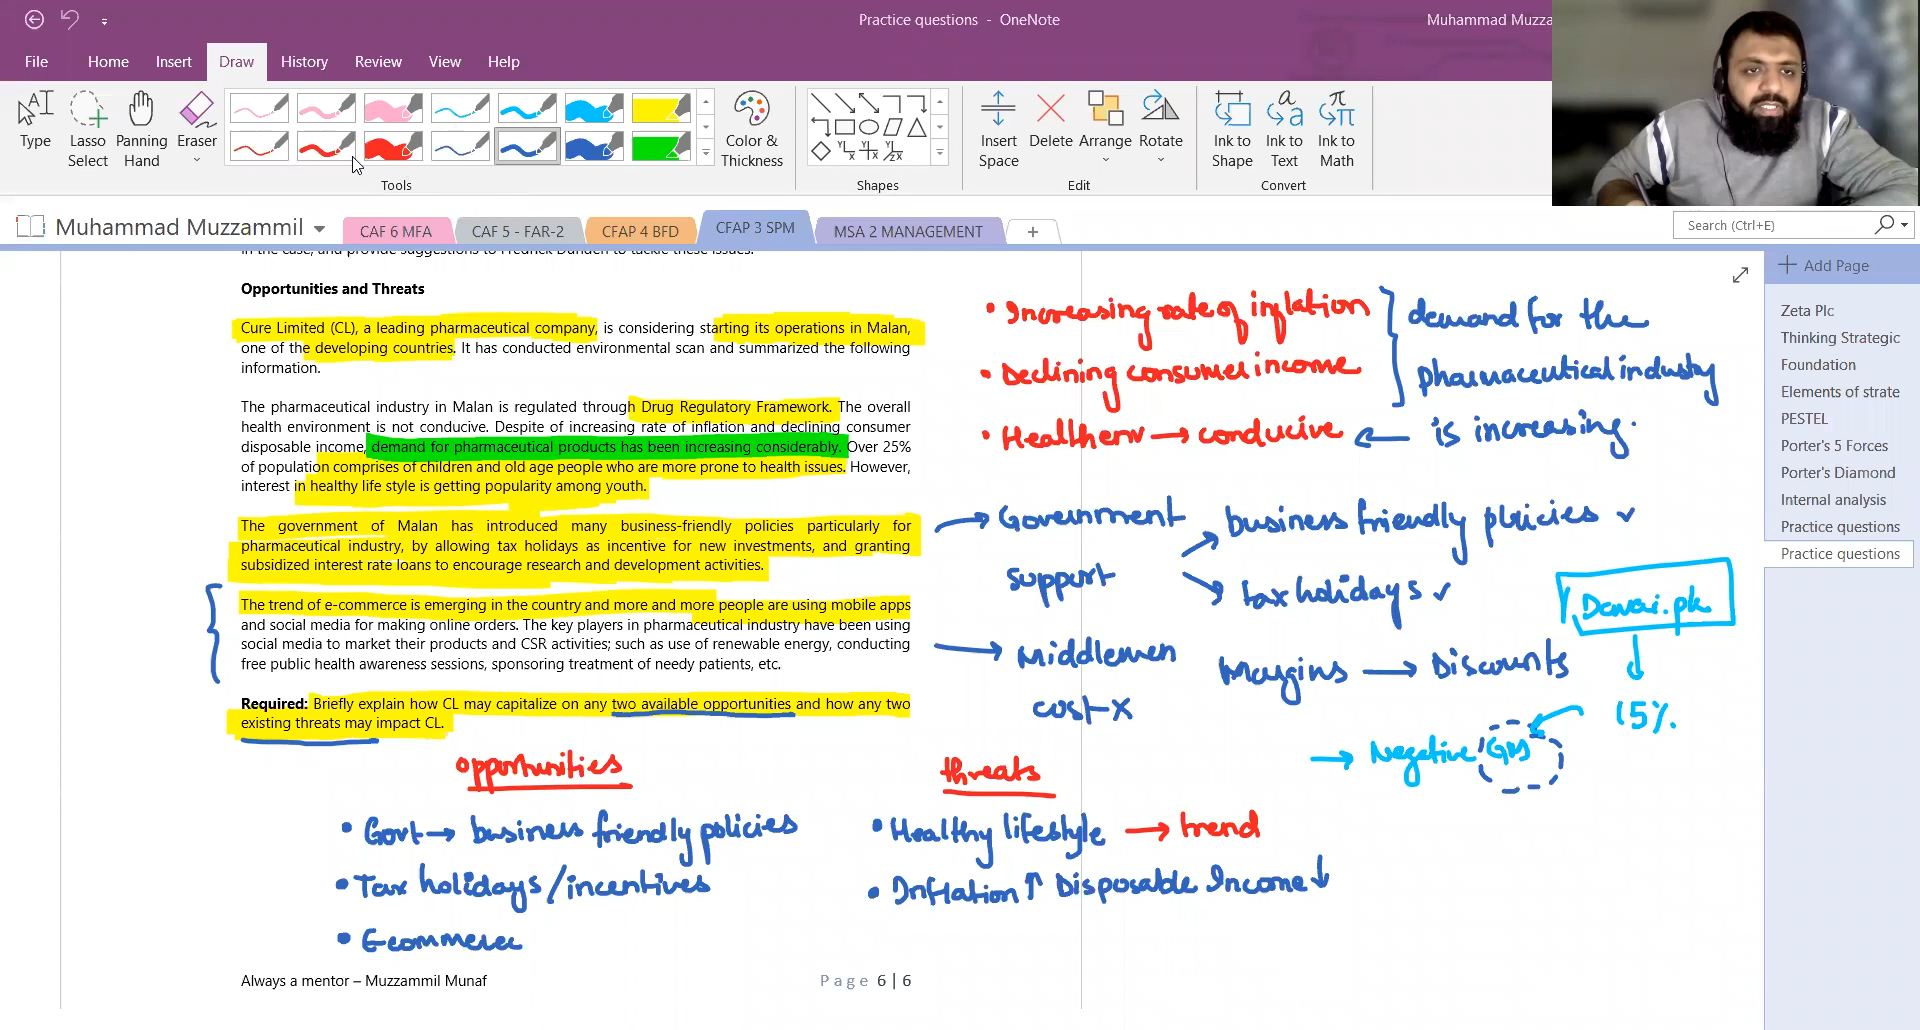 Practice questions - OneNote
Muhammad Muzza
File Home Insert Draw History Review View Help
Type
Lasso Select
Panning Hand
Eraser
Color & Thickness
Insert Space
Delete
Arrange
Rotate
Ink to Shape
Ink to Text
Ink to Math
Tools
Shapes
Edit
Convert
Muhammad Muzzammil
CAF 6 MFA
CAF 5 - FAR-2
CFAP 4 BFD
CFAP 3 SPM
MSA 2 MANAGEMENT
Search (Ctrl+E)
Add Page
Zeta Plc
Thinking Strategic
Foundation
Elements of strate
PESTEL
Porter's 5 Forces
Porter's Diamond
Internal analysis
Practice questions
Practice questions
in the case, and provide suggestions to Fredrick Dunden to tackle these issues.
Opportunities and Threats
Cure Limited (CL), a leading pharmaceutical company, is considering starting its operations in Malan,
one of the developing countries. It has conducted environmental scan and summarized the following
information.
The pharmaceutical industry in Malan is regulated through Drug Regulatory Framework. The overall
health environment is not conducive. Despite of increasing rate of inflation and declining consumer
disposable income, demand for pharmaceutical products has been increasing considerably. Over 25%
of population comprises of children and old age people who are more prone to health issues. However,
interest in healthy life style is getting popularity among youth.
The government of Malan has introduced many business-friendly policies particularly for
pharmaceutical industry, by allowing tax holidays as incentive for new investments, and granting
subsidized interest rate loans to encourage research and development activities.
The trend of e-commerce is emerging in the country and more and more people are using mobile apps
and social media for making online orders. The key players in pharmaceutical industry have been using
social media to market their products and CSR activities; such as use of renewable energy, conducting
free public health awareness sessions, sponsoring treatment of needy patients, etc.
Required: Briefly explain how CL may capitalize on any two available opportunities and how any two
existing threats may impact CL.
• Increasing rate of inflation
• Declining consumer income
• Health env → conducive
demand for the
pharmaceutical industry
← is increasing.
→ Government
support
→ business friendly plricies ✓
→ tax holidays ✓
→ Middlemen
cost-x
Margins → Discounts
Dawai.pk
15%
→ Negative GM
opportunities
• Govt → business friendly policies
• Tax holidays/incentives
• E-commerec
threats
• Healthy lifestyle → trend
• Inflation ↑ Disposable Income ↓
Always a mentor – Muzzammil Munaf
Page 6 | 6